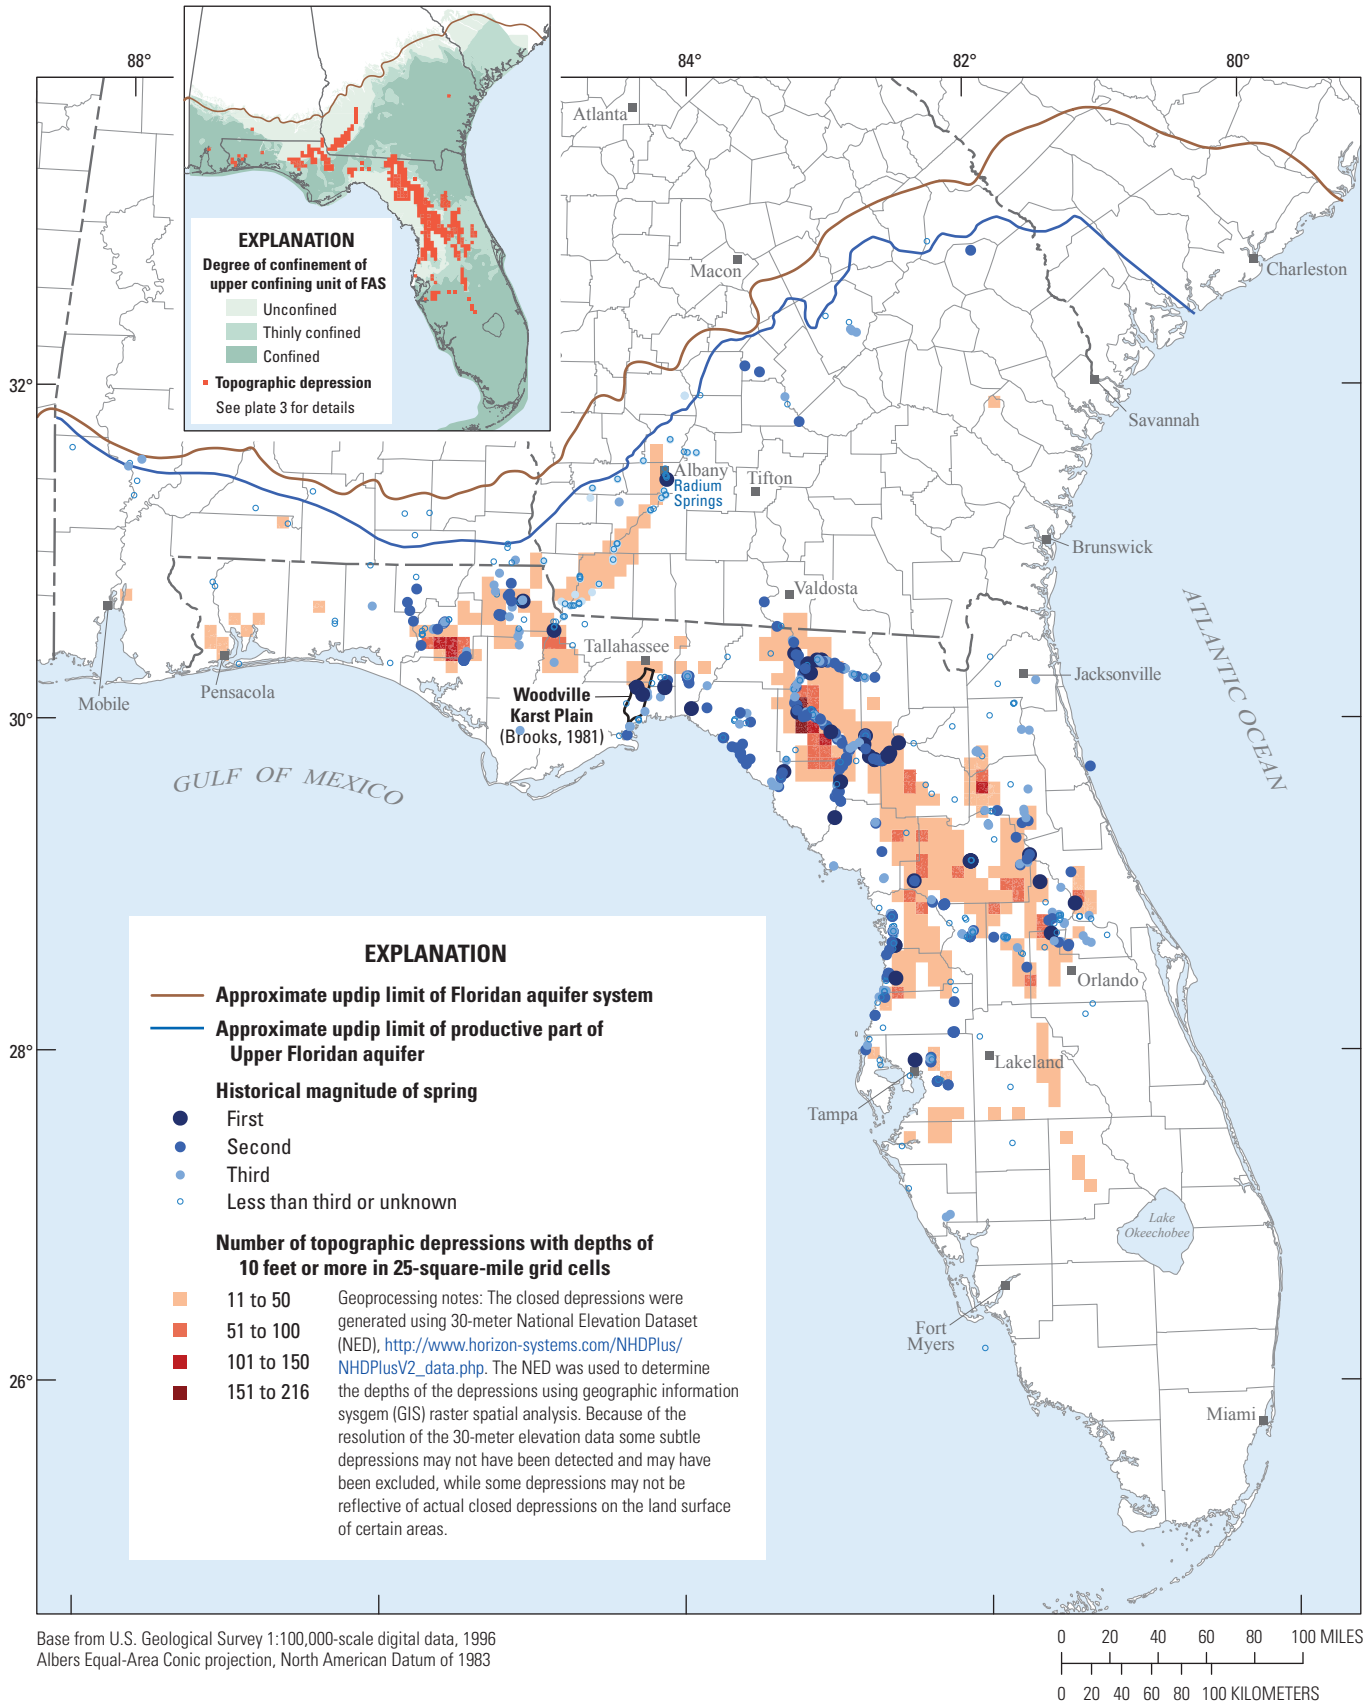 88°
84°
82°
80°
EXPLANATION
Degree of confinement of
upper confining unit of FAS
Unconfined
Thinly confined
Confined
Topographic depression
See plate 3 for details
Atlanta
Macon
Charleston
32°
Savannah
Albany
Radium
Springs
Tifton
Brunswick
Valdosta
Tallahassee
Jacksonville
Mobile
Pensacola
Woodville
Karst Plain
(Brooks, 1981)
30°
ATLANTIC OCEAN
GULF OF MEXICO
Orlando
28°
Lakeland
Tampa
Lake
Okeechobee
Fort
Myers
26°
Miami
EXPLANATION
Approximate updip limit of Floridan aquifer system
Approximate updip limit of productive part of
Upper Floridan aquifer
Historical magnitude of spring
First
Second
Third
Less than third or unknown
Number of topographic depressions with depths of
10 feet or more in 25-square-mile grid cells
11 to 50
51 to 100
101 to 150
151 to 216
Geoprocessing notes: The closed depressions were
generated using 30-meter National Elevation Dataset
(NED), http://www.horizon-systems.com/NHDPlus/
NHDPlusV2_data.php. The NED was used to determine
the depths of the depressions using geographic information
sysgem (GIS) raster spatial analysis. Because of the
resolution of the 30-meter elevation data some subtle
depressions may not have been detected and may have
been excluded, while some depressions may not be
reflective of actual closed depressions on the land surface
of certain areas.
Base from U.S. Geological Survey 1:100,000-scale digital data, 1996
Albers Equal-Area Conic projection, North American Datum of 1983
0 20 40 60 80 100 MILES
0 20 40 60 80 100 KILOMETERS